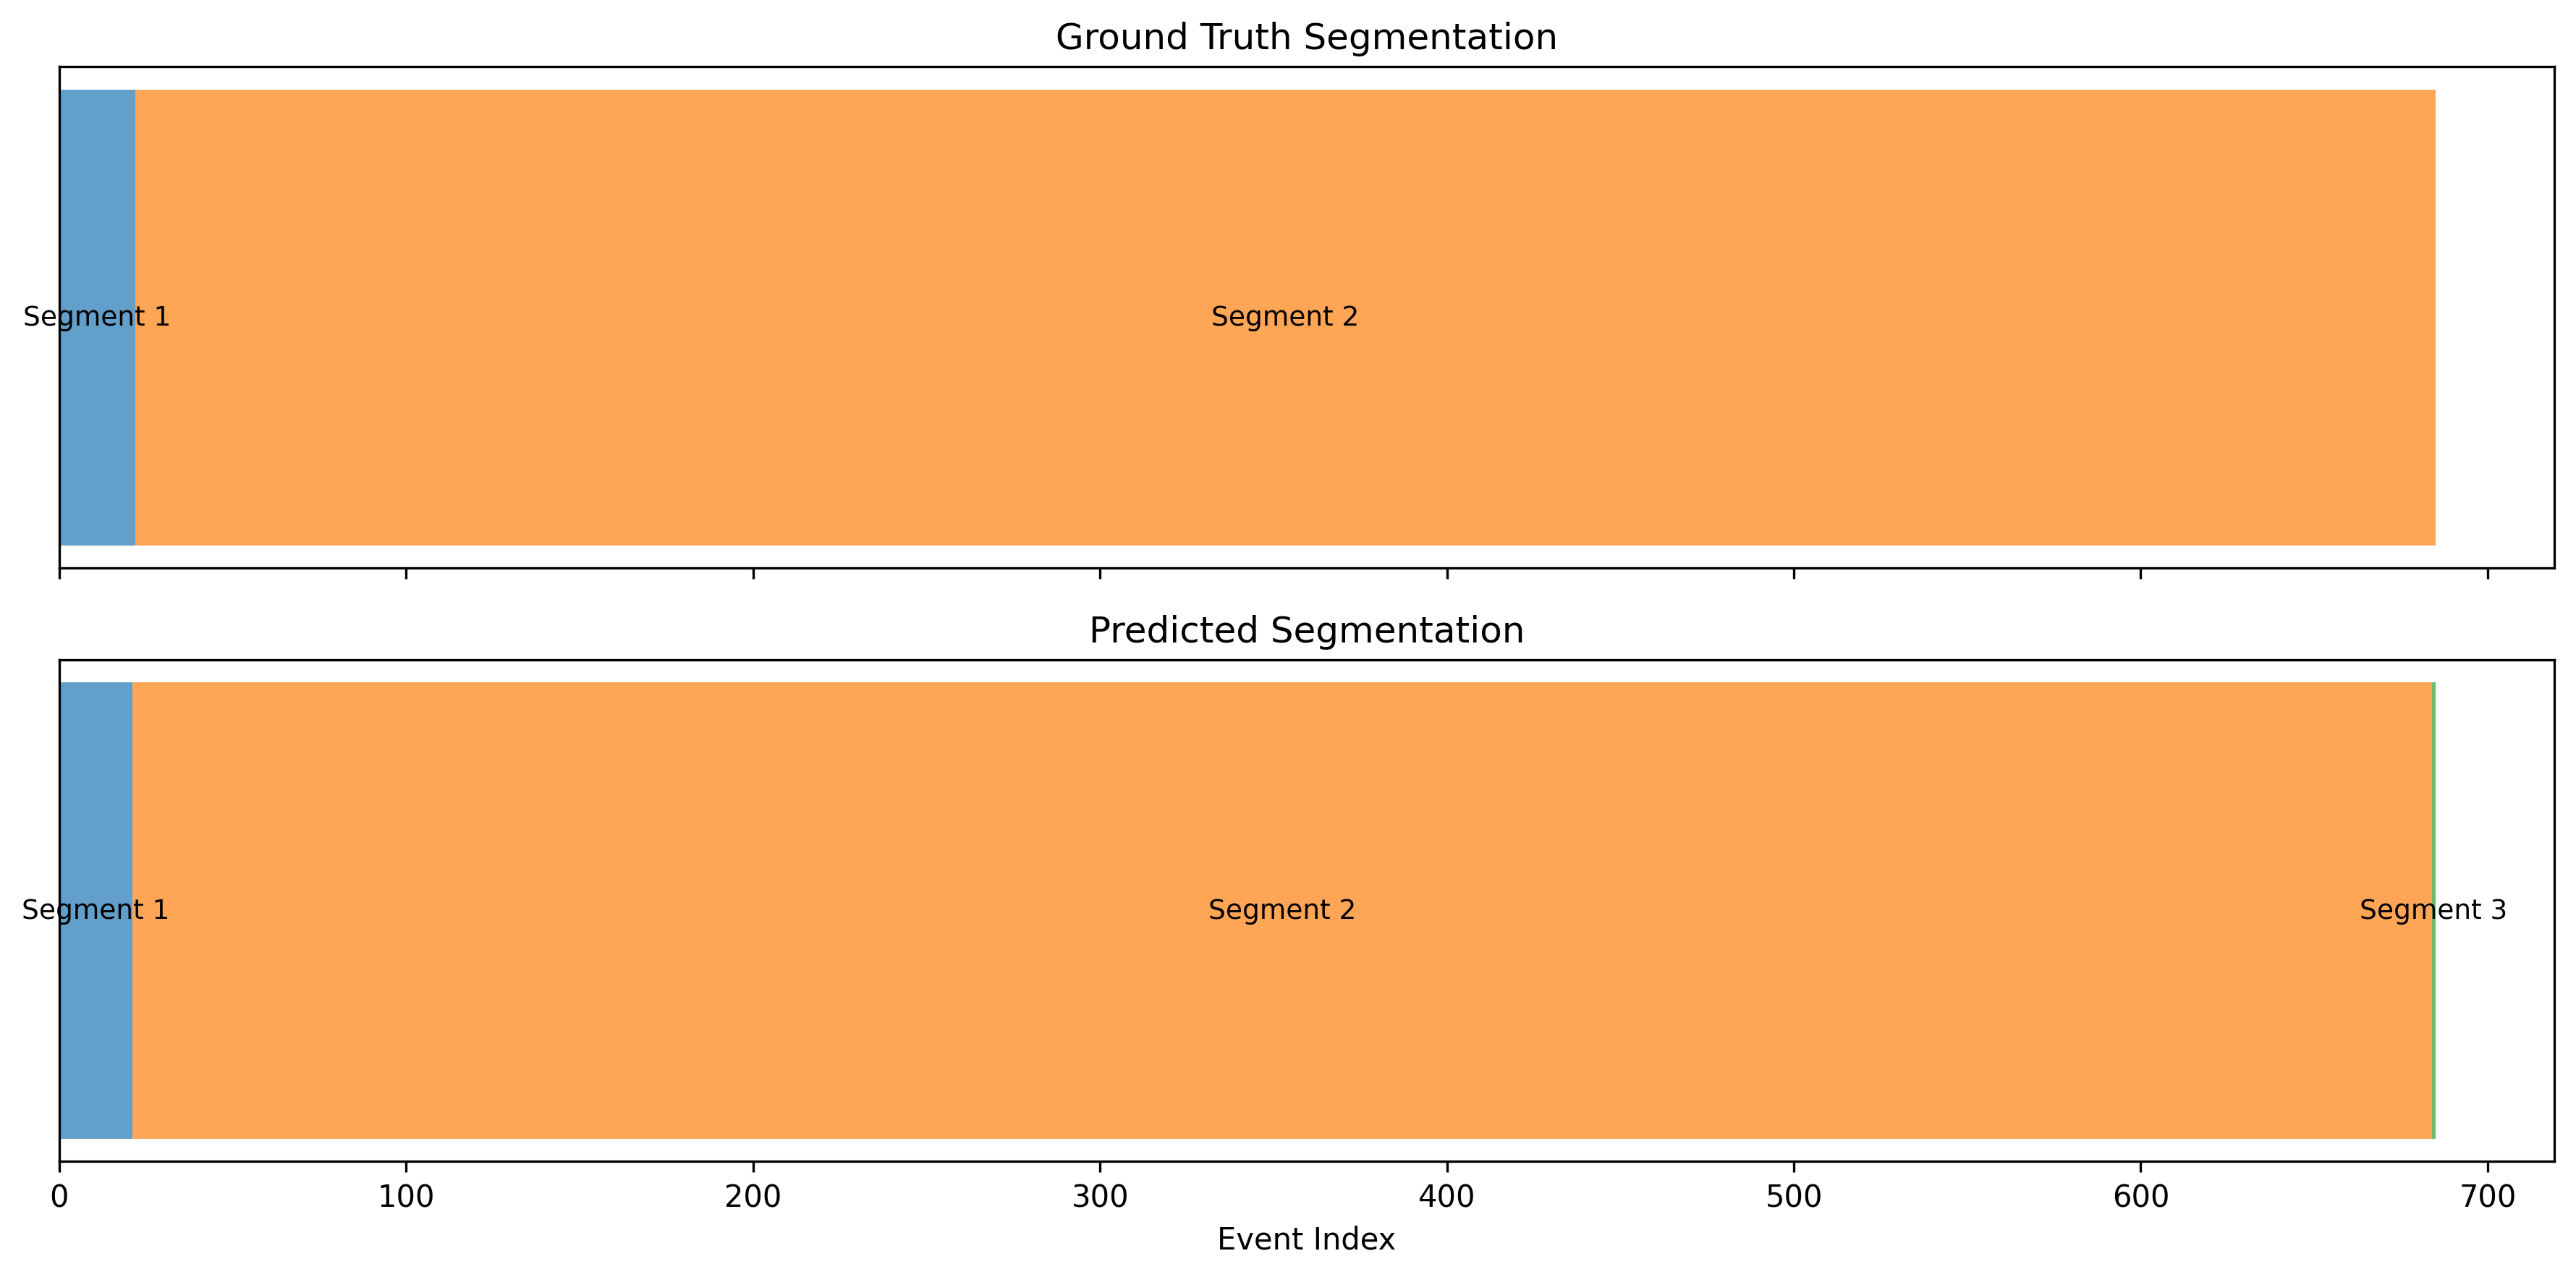 Ground Truth Segmentation
Segment 1
Segment 2
Predicted Segmentation
Segment 1
Segment 2
Segment 3
0 100 200 300 400 500 600 700
Event Index